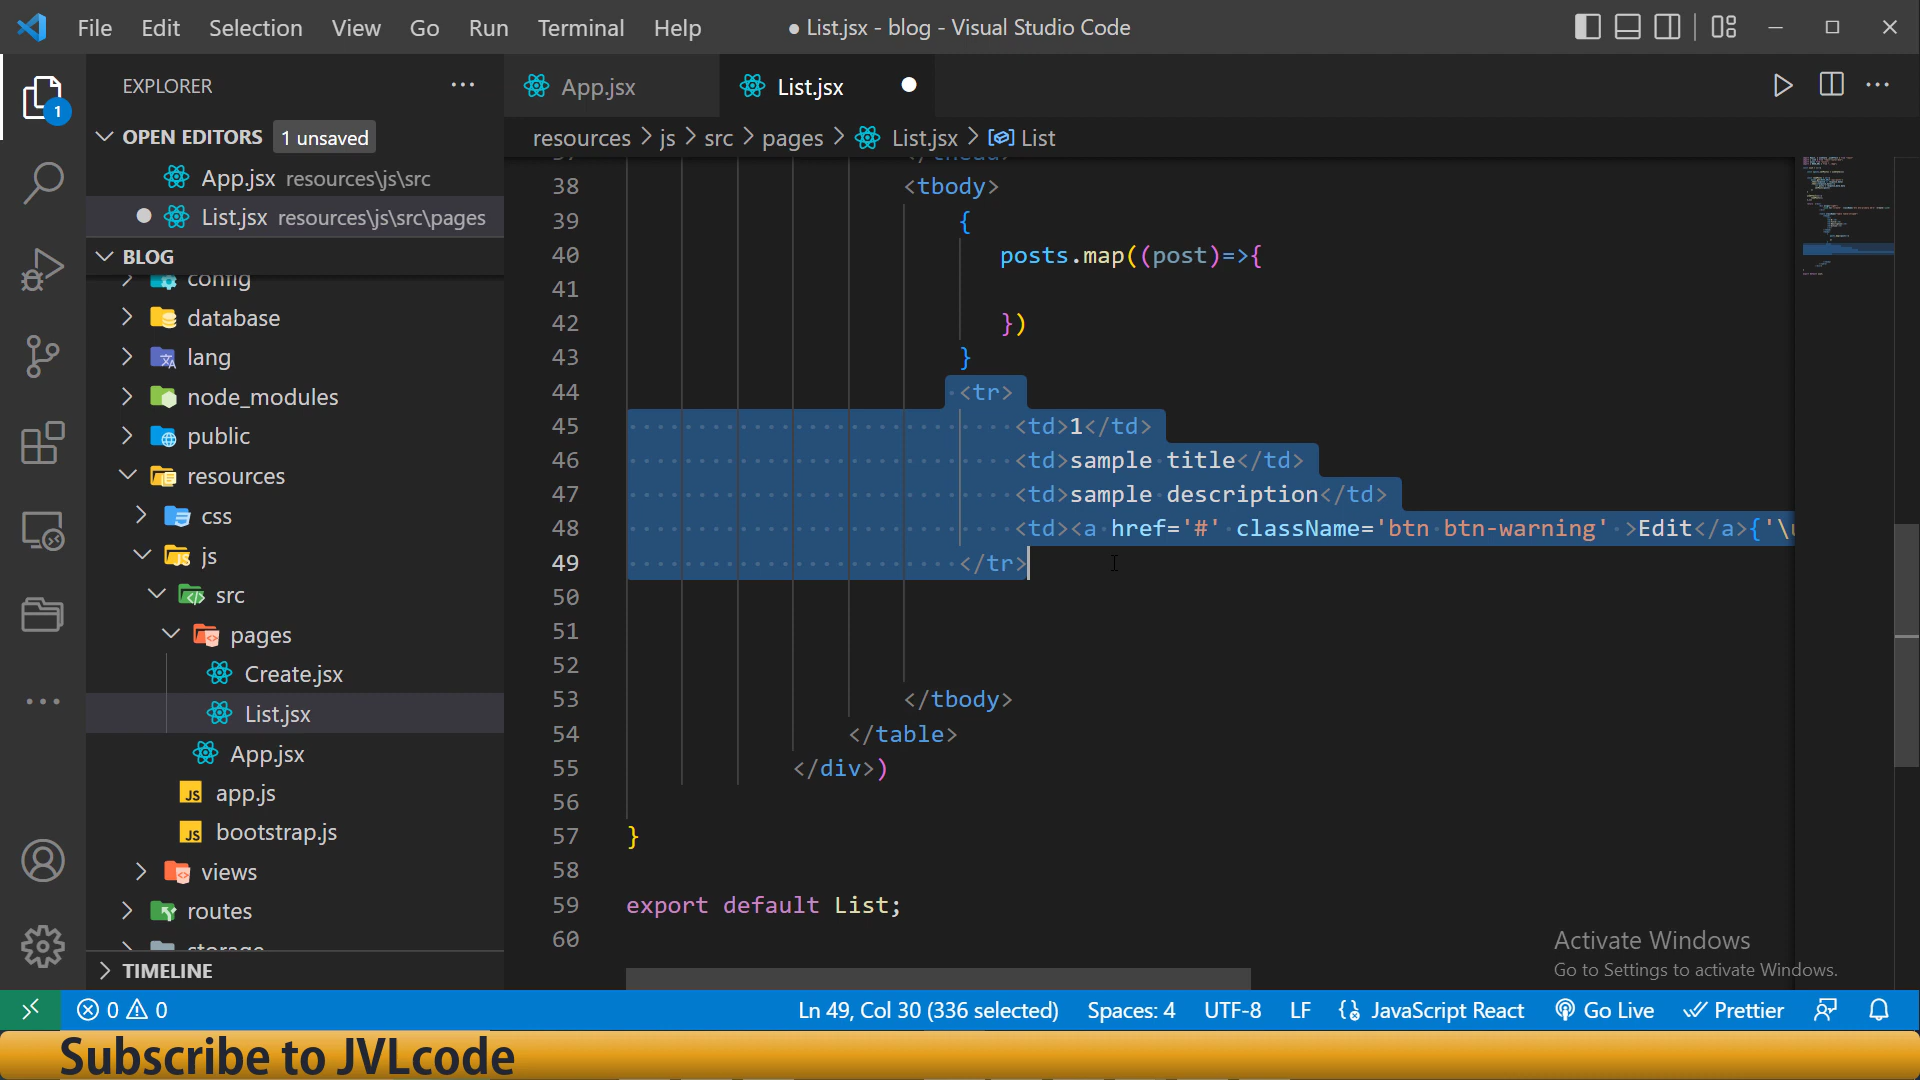 File Edit Selection View Go Run Terminal Help ● List.jsx - blog - Visual Studio Code
EXPLORER ···
App.jsx List.jsx ●
OPEN EDITORS 1 unsaved
resources > js > src > pages > List.jsx > List
App.jsx resources\js\src
List.jsx resources\js\src\pages
BLOG
config
database
lang
node_modules
public
resources
css
js
src
pages
Create.jsx
List.jsx
App.jsx
app.js
bootstrap.js
views
routes
storage
TIMELINE
1
37 </thead>
38 <tbody>
39 {
40 posts.map((post)=>{
41
42 })
43 }
44 <tr>
45 <td>1</td>
46 <td>sample title</td>
47 <td>sample description</td>
48 <td><a href='#' className='btn btn-warning' >Edit</a>{'\u
49 </tr>
50
51
52
53 </tbody>
54 </table>
55 </div>)
56
57 }
58
59 export default List;
60
Activate Windows
Go to Settings to activate Windows.
0 0 Ln 49, Col 30 (336 selected) Spaces: 4 UTF-8 LF {} JavaScript React Go Live Prettier
Subscribe to JVLcode